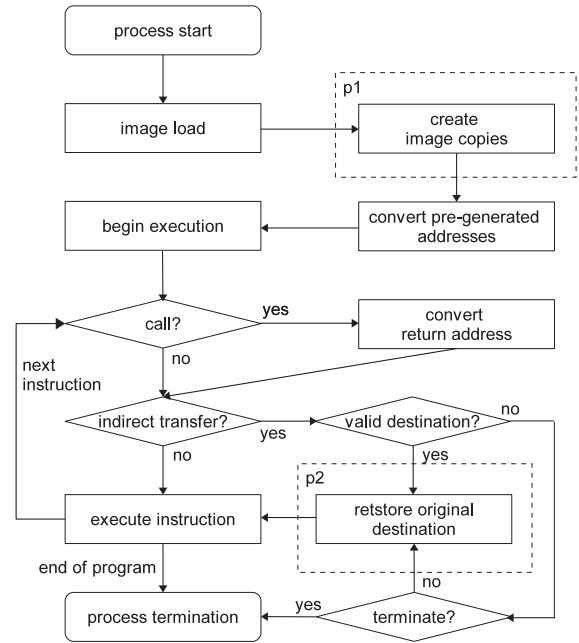 process start
p1
image load
create
image copies
begin execution
convert pre-generated
addresses
call?
yes
convert
return address
no
next
instruction
indirect transfer?
yes
valid destination?
no
no
yes
p2
execute instruction
retstore original
destination
end of program
no
process termination
yes
terminate?